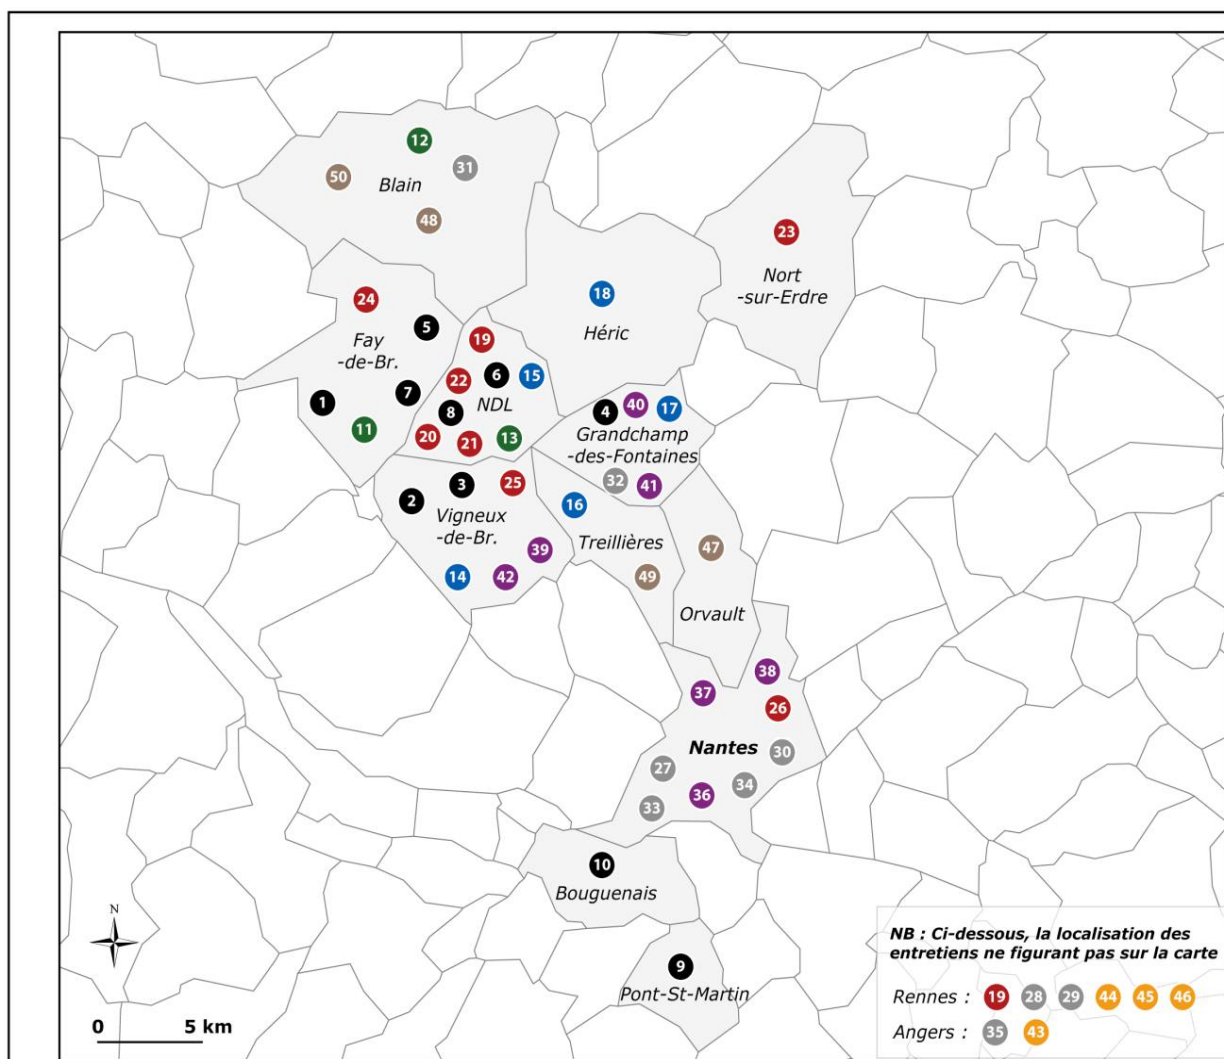 12
31
50
Blain
48
23
Nort
-sur-Erdre
18
Héric
24
5
Fay
-de-Br.
7
1
11
19
6
15
22
NDL
8
20
21
13
4
40
17
Grandchamp
-des-Fontaines
32
41
2
3
25
Vigneux
-de-Br.
39
14
42
16
Treillières
49
47
Orvault
38
37
26
Nantes
30
27
34
36
33
10
Bouguenais
9
Pont-St-Martin
N
0 5 km
NB : Ci-dessous, la localisation des
entretiens ne figurant pas sur la carte
Rennes : 19 28 29 44 45 46
Angers : 35 43